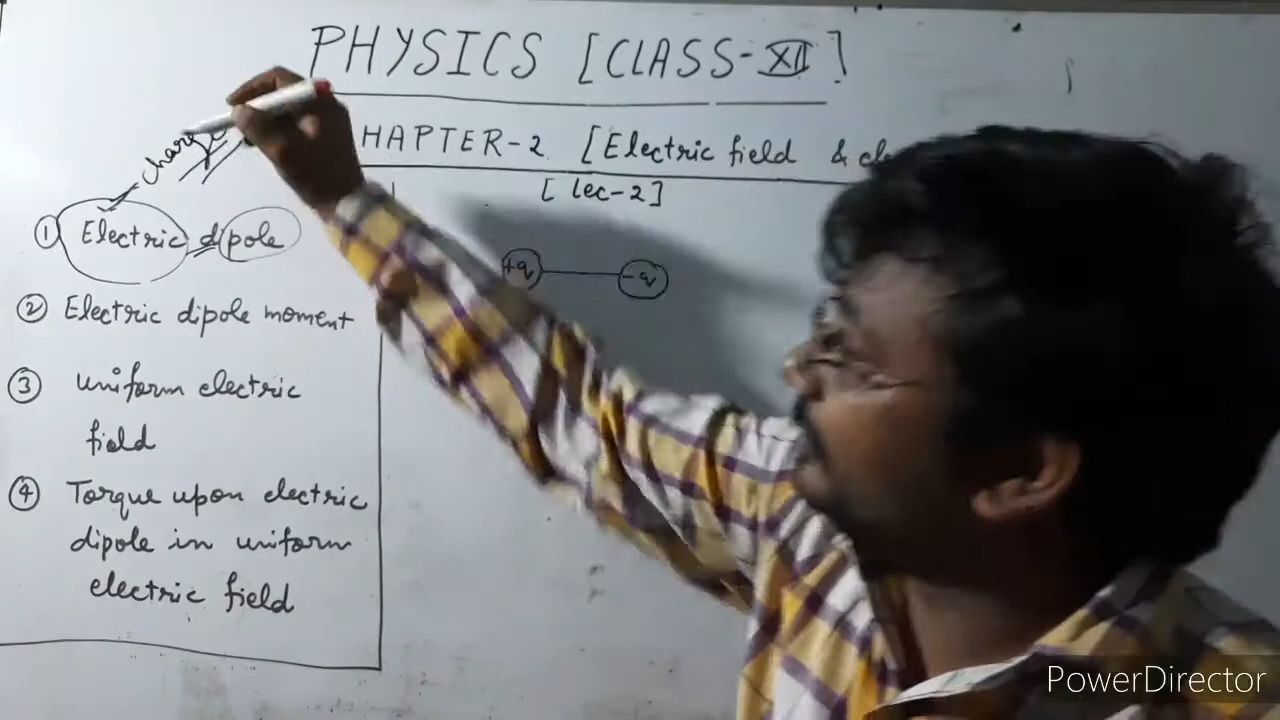 PHYSICS [CLASS-XII]
HAPTER-2 [Electric field &
[lec-2]
charge
① Electric dipole
+q -q
② Electric dipole moment
③ uniform electric
field
④ Torque upon electric
dipole in uniform
electric field
PowerDirector